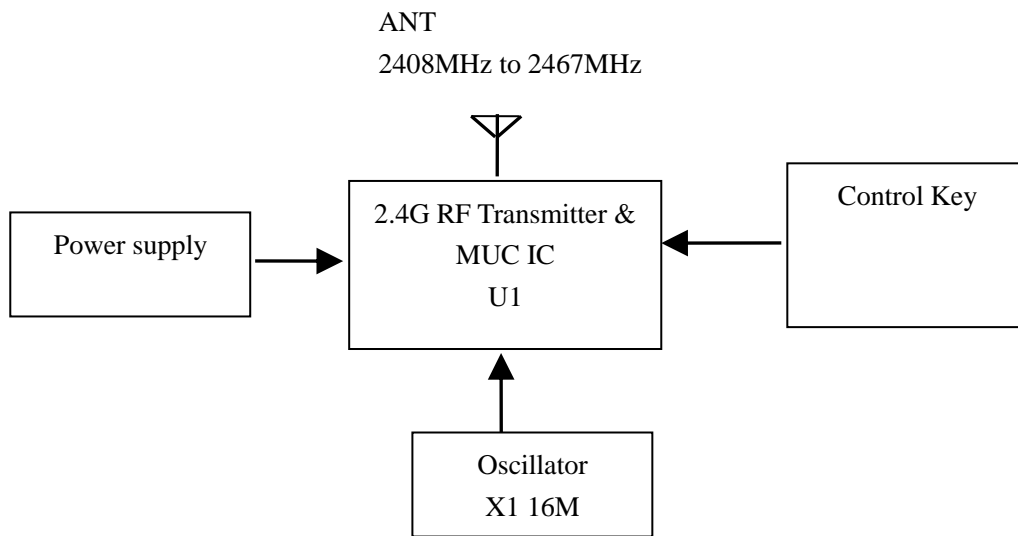 ANT
2408MHz to 2467MHz
Power supply
2.4G RF Transmitter &
MUC IC
U1
Control Key
Oscillator
X1 16M